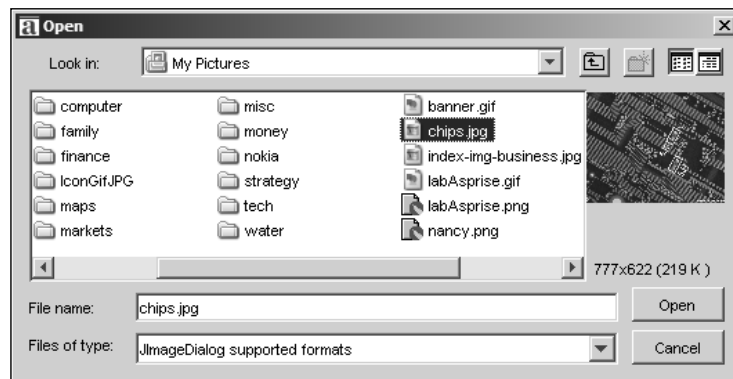 Open
Look in: My Pictures
computer misc banner.gif
family money chips.jpg
finance nokia index-img-business.jpg
IconGifJPG strategy labAsprise.gif
maps tech labAsprise.png
markets water nancy.png
777x622 (219 K )
File name: chips.jpg Open
Files of type: JImageDialog supported formats Cancel